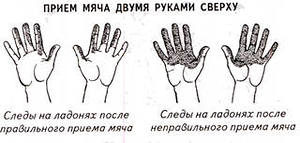 ПРИЕМ МЯЧА ДВУМЯ РУКАМИ СВЕРХУ
Следы на ладонях после
правильного приема мяча
Следы на ладонях после
неправильного приема мяча